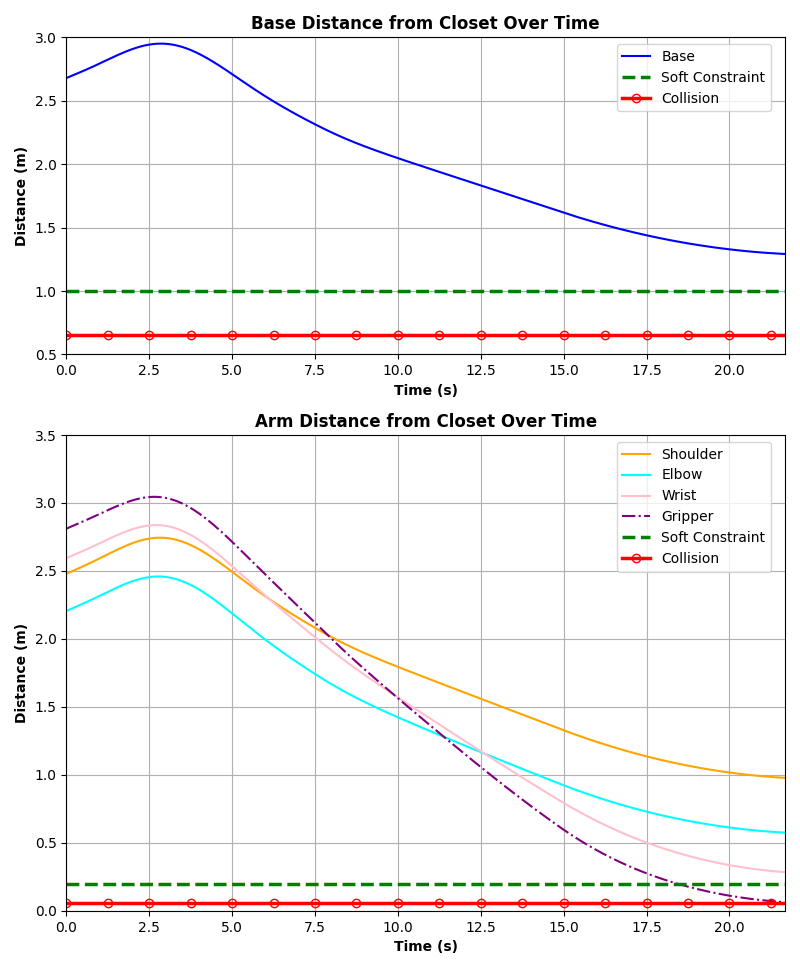 Base Distance from Closet Over Time
3.0
2.5
2.0
1.5
1.0
0.5
Distance (m)
Base
Soft Constraint
Collision
0.0 2.5 5.0 7.5 10.0 12.5 15.0 17.5 20.0
Time (s)
Arm Distance from Closet Over Time
3.5
3.0
2.5
2.0
1.5
1.0
0.5
0.0
Distance (m)
Shoulder
Elbow
Wrist
Gripper
Soft Constraint
Collision
0.0 2.5 5.0 7.5 10.0 12.5 15.0 17.5 20.0
Time (s)